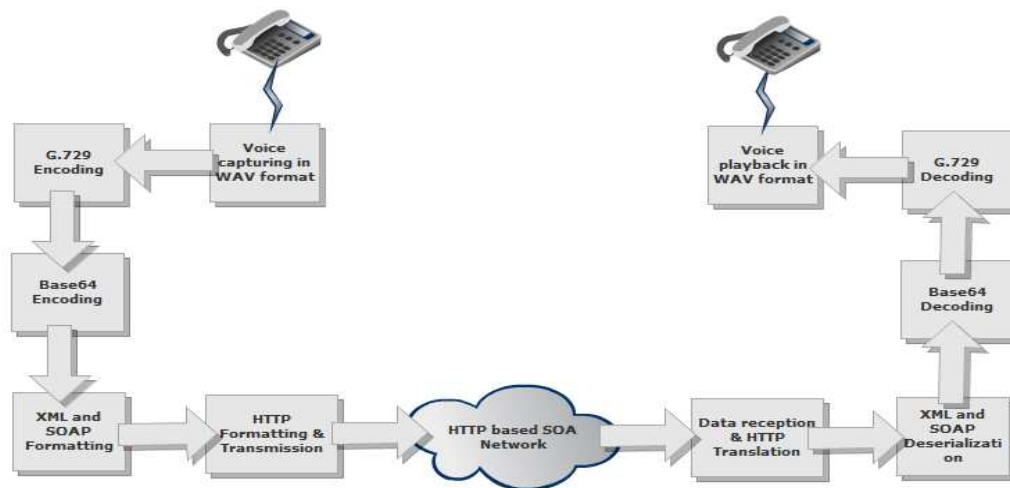 Voice
capturing in
WAV format
G.729
Encoding
Base64
Encoding
XML and
SOAP
Formatting
HTTP
Formatting &
Transmission
HTTP based SOA
Network
Data reception
& HTTP
Translation
XML and
SOAP
Deserializati
on
Base64
Decoding
G.729
Decoding
Voice
playback in
WAV format